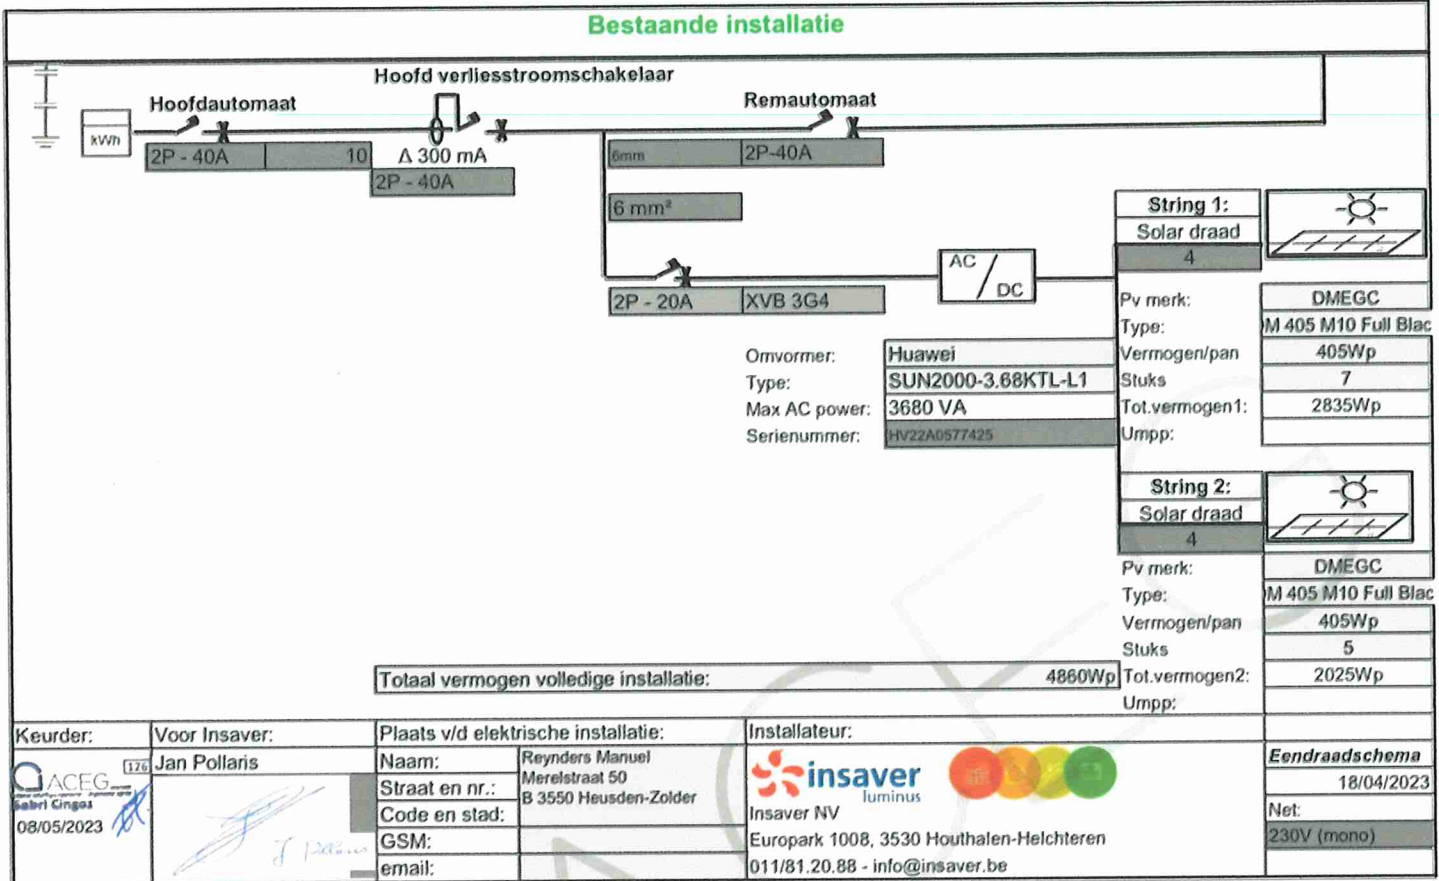 Bestaande installatie
Hoofd verliesstroomschakelaar
Hoofdautomaat
Remautomaat
kWh
2P - 40A
10
Δ 300 mA
2P - 40A
6mm
2P-40A
6 mm²
2P - 20A
XVB 3G4
AC / DC
String 1:
Solar draad
4
Pv merk: DMEGC
Type: M 405 M10 Full Blac
Vermogen/pan 405Wp
Stuks 7
Tot.vermogen1: 2835Wp
Umpp:
Omvormer: Huawei
Type: SUN2000-3.68KTL-L1
Max AC power: 3680 VA
Serienummer: HV22A0577425
String 2:
Solar draad
4
Pv merk: DMEGC
Type: M 405 M10 Full Blac
Vermogen/pan 405Wp
Stuks 5
Tot.vermogen2: 2025Wp
Umpp:
Totaal vermogen volledige installatie: 4860Wp
Keurder:
176
ACEG
Sabri Cingoz
08/05/2023
Voor Insaver:
Jan Pollaris
Plaats v/d elektrische installatie:
Naam: Reynders Manuel
Straat en nr.: Merelstraat 50
Code en stad: B 3550 Heusden-Zolder
GSM:
email:
Installateur:
insaver
luminus
Insaver NV
Europark 1008, 3530 Houthalen-Helchteren
011/81.20.88 - info@insaver.be
Eendraadschema
18/04/2023
Net:
230V (mono)